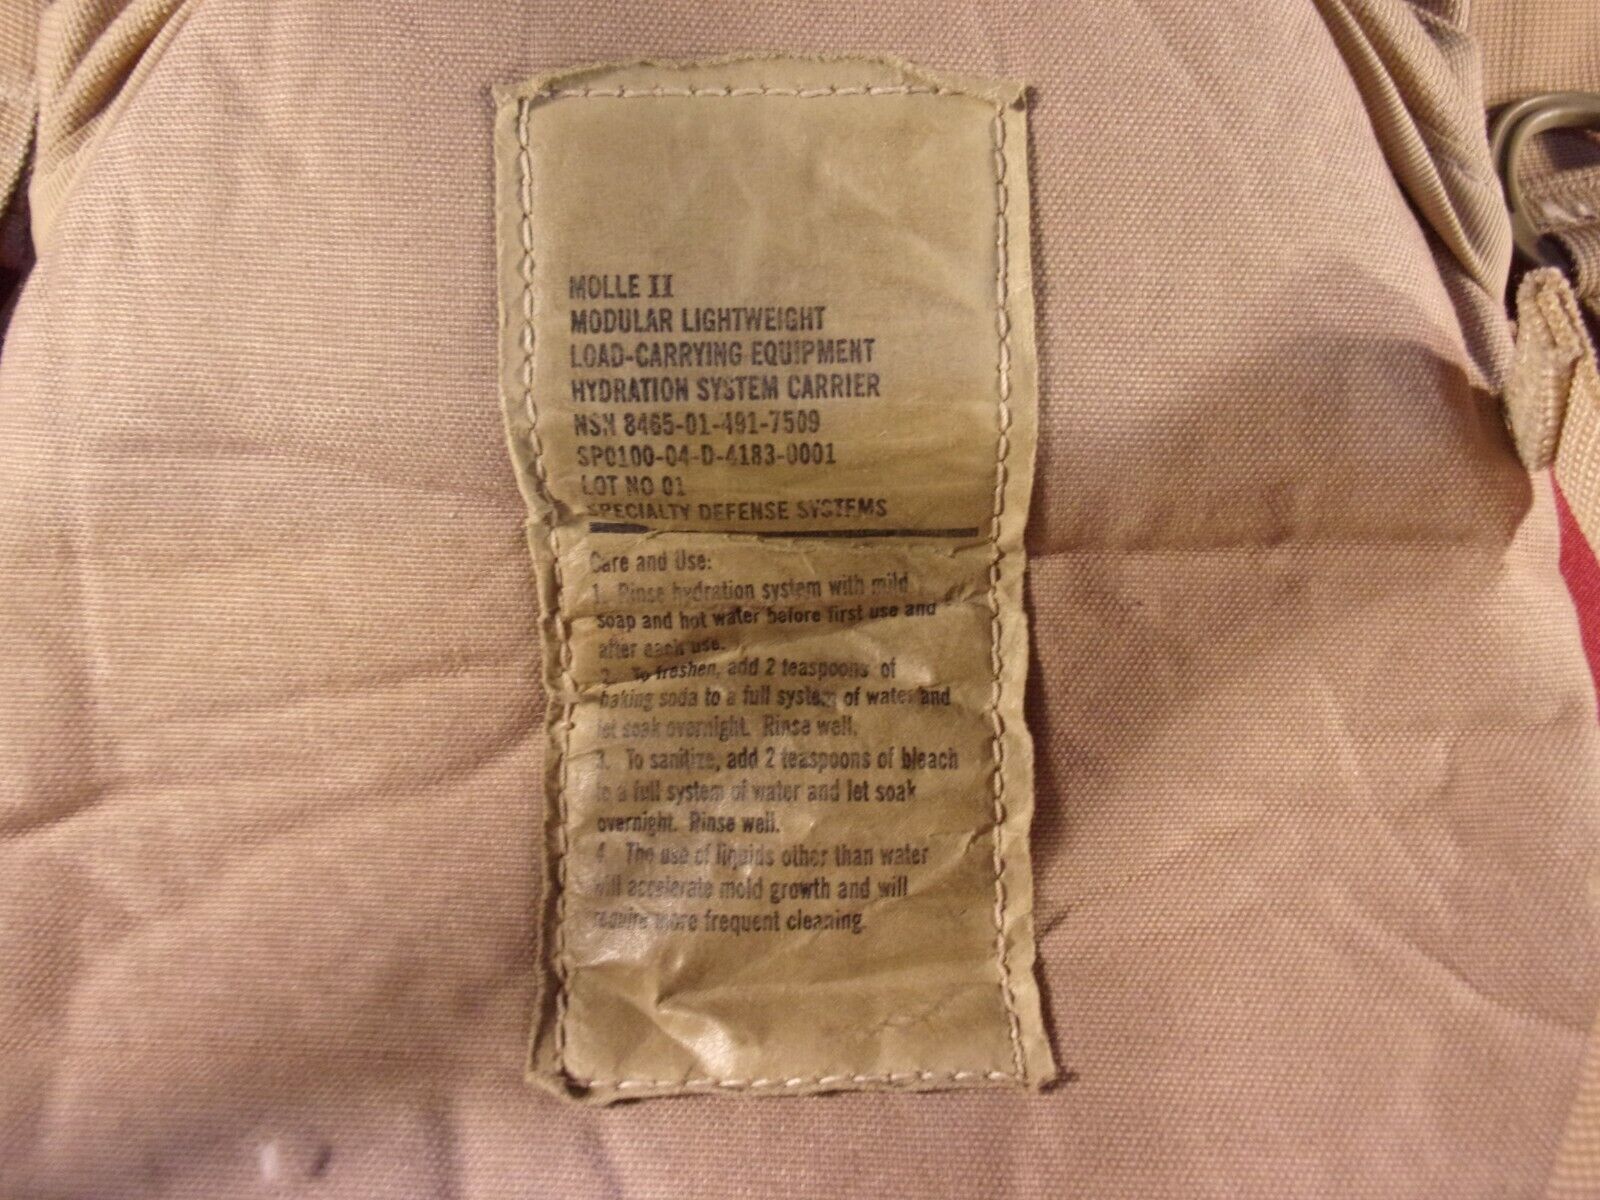 MOLLE II
MODULAR LIGHTWEIGHT
LOAD-CARRYING EQUIPMENT
HYDRATION SYSTEM CARRIER
NSN 8465-01-491-7509
SP0100-04-D-4183-0001
LOT NO 01
SPECIALTY DEFENSE SYSTEMS
Care and Use:
1. Rinse hydration system with mild
soap and hot water before first use and
after each use.
2. To freshen, add 2 teaspoons of
baking soda to a full system of water and
let soak overnight. Rinse well.
3. To sanitize, add 2 teaspoons of bleach
to a full system of water and let soak
overnight. Rinse well.
4. The use of liquids other than water
will accelerate mold growth and will
require more frequent cleaning.